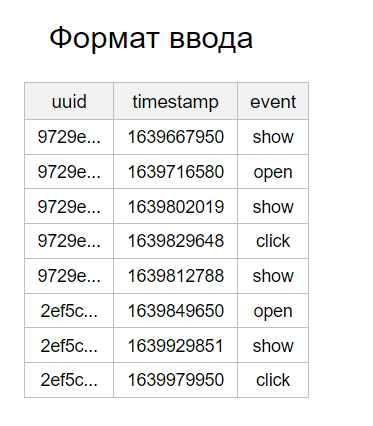 Формат ввода
uuid timestamp event
9729e... 1639667950 show
9729e... 1639716580 open
9729e... 1639802019 show
9729e... 1639829648 click
9729e... 1639812788 show
2ef5c... 1639849650 open
2ef5c... 1639929851 show
2ef5c... 1639979950 click